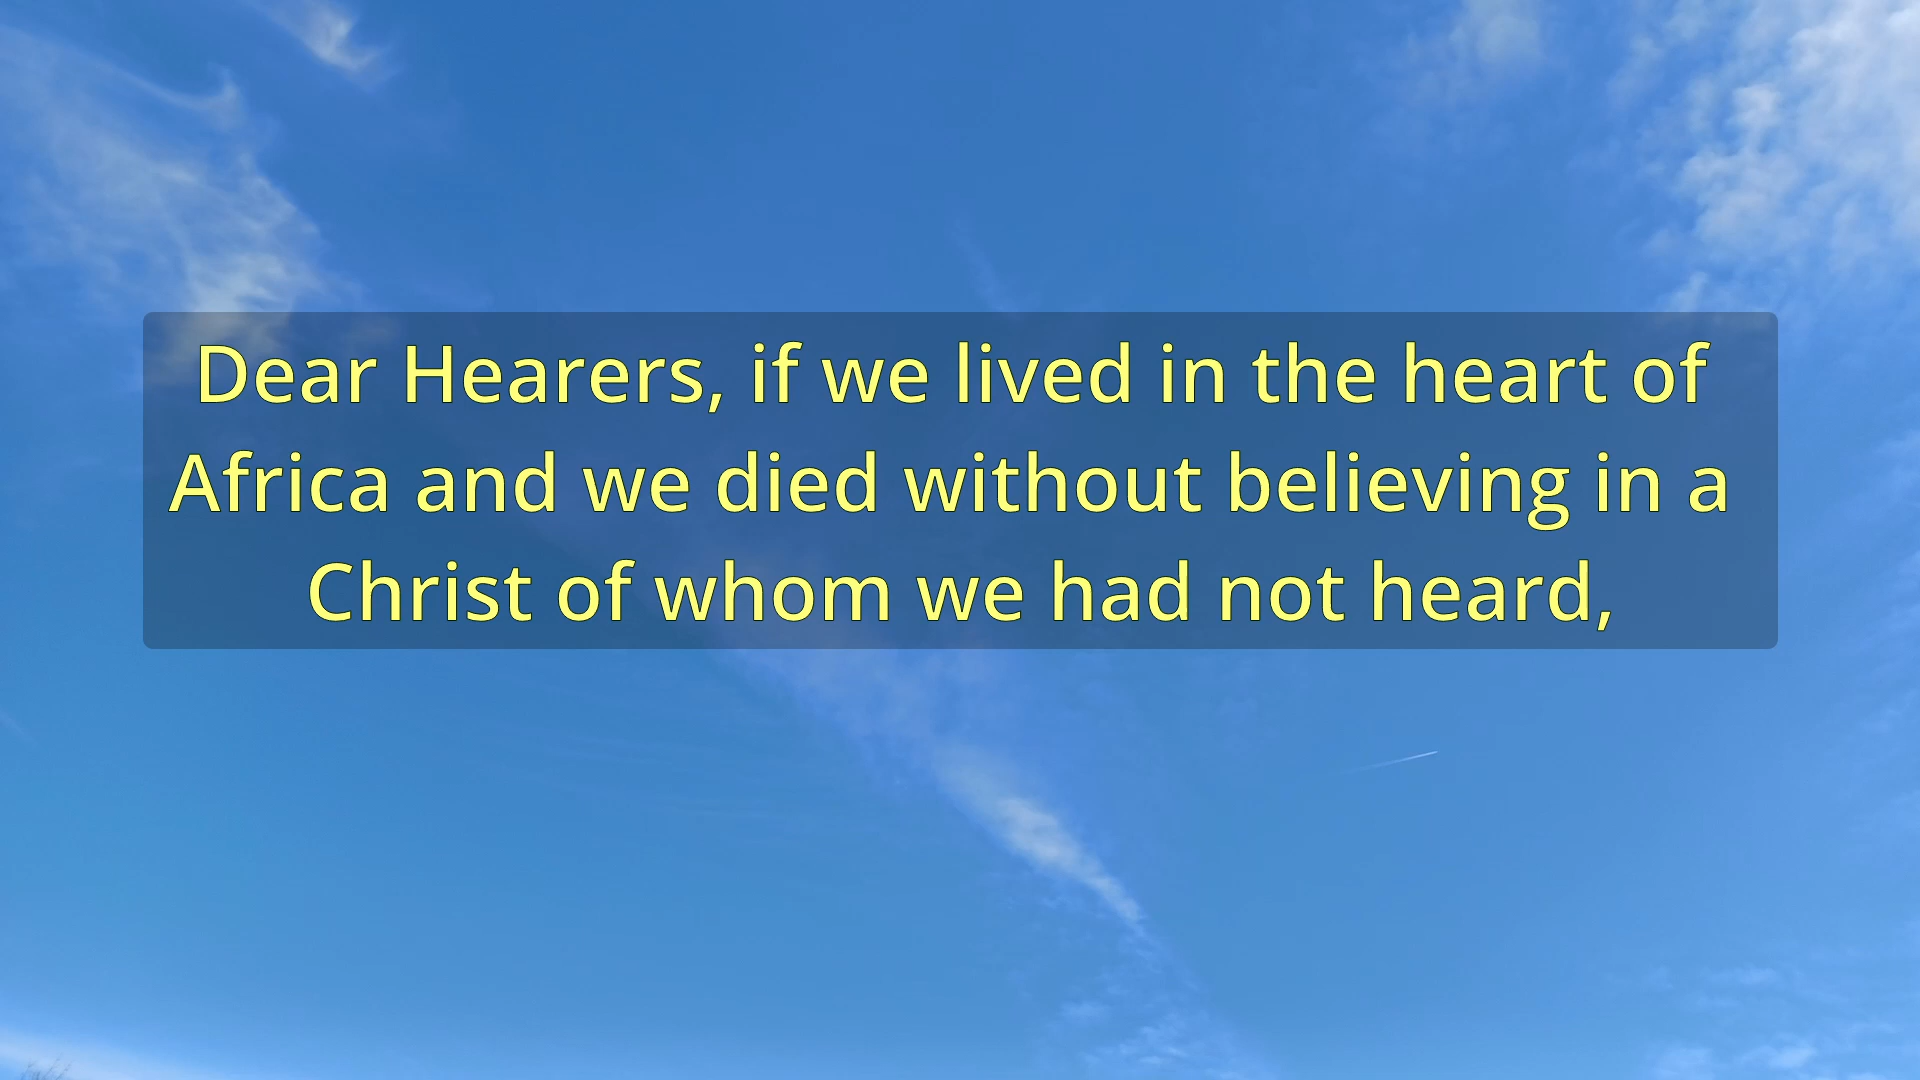 Dear Hearers, if we lived in the heart of
Africa and we died without believing in a
Christ of whom we had not heard,